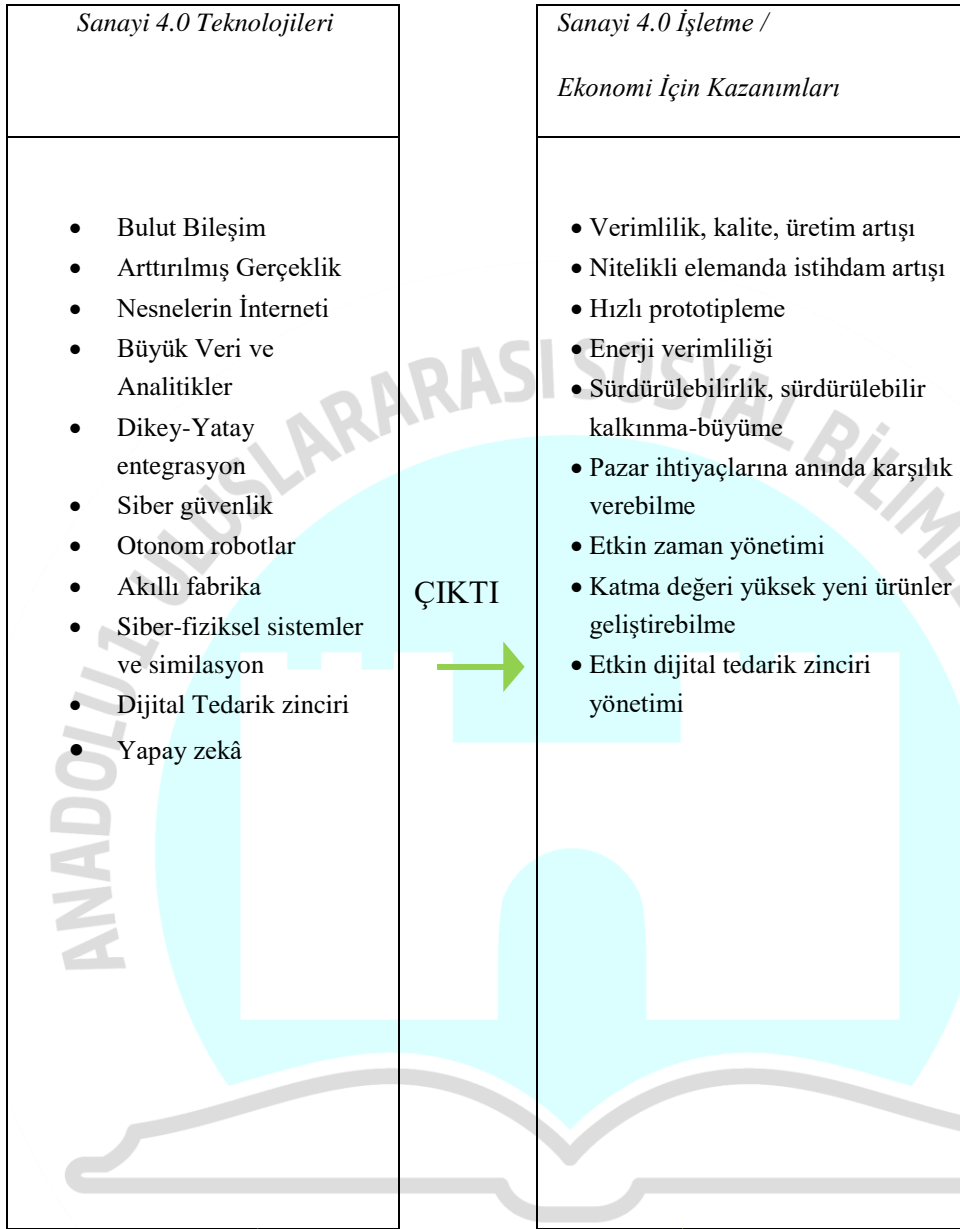 Sanayi 4.0 Teknolojileri
Sanayi 4.0 İşletme /
Ekonomi İçin Kazanımları
• Bulut Bileşim
• Arttırılmış Gerçeklik
• Nesnelerin İnterneti
• Büyük Veri ve
Analitikler
• Dikey-Yatay
entegrasyon
• Siber güvenlik
• Otonom robotlar
• Akıllı fabrika
• Siber-fiziksel sistemler
ve similasyon
• Dijital Tedarik zinciri
• Yapay zekâ
ÇIKTI
• Verimlilik, kalite, üretim artışı
• Nitelikli elemanda istihdam artışı
• Hızlı prototipleme
• Enerji verimliliği
• Sürdürülebilirlik, sürdürülebilir
kalkınma-büyüme
• Pazar ihtiyaçlarına anında karşılık
verebilme
• Etkin zaman yönetimi
• Katma değeri yüksek yeni ürünler
geliştirebilme
• Etkin dijital tedarik zinciri
yönetimi
ANADOLU 1. ULUSLARARASI SOSYAL